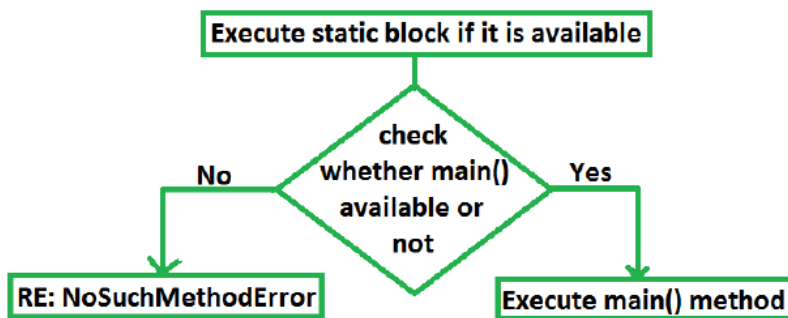 Execute static block if it is available
check
whether main()
available or
not
No
Yes
RE: NoSuchMethodError
Execute main() method